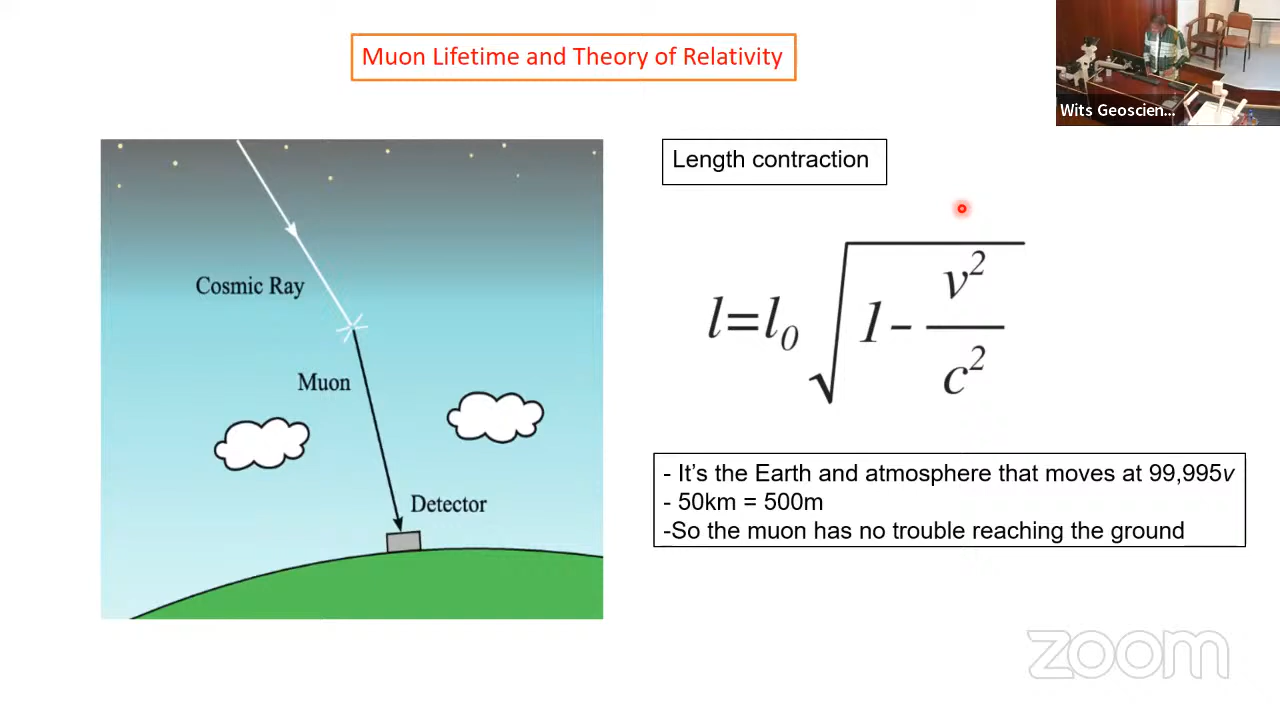 Muon Lifetime and Theory of Relativity
Wits Geoscien...
Length contraction
Cosmic Ray
l=l₀ √1-v²/c²
Muon
Detector
- It's the Earth and atmosphere that moves at 99,995v
- 50km = 500m
-So the muon has no trouble reaching the ground
zoom